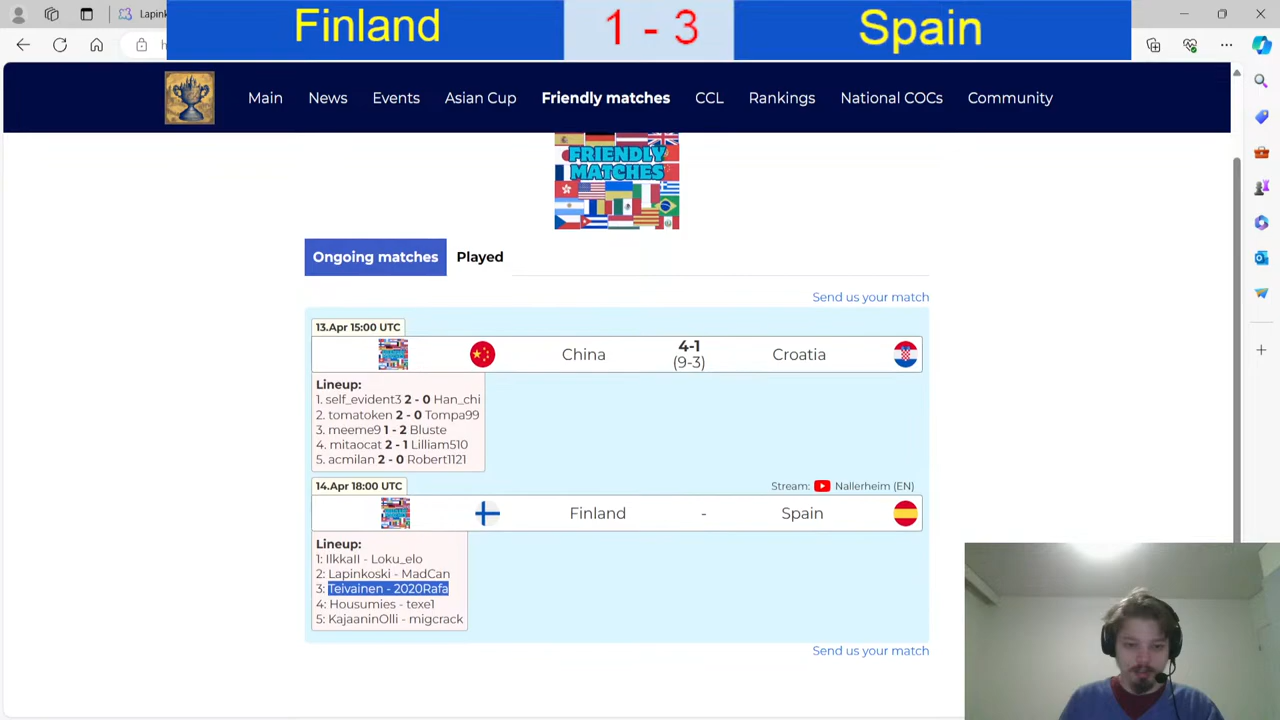 Finland 1 - 3 Spain
Lapink
h
Main News Events Asian Cup Friendly matches CCL Rankings National COCs Community
FRIENDLY
MATCHES
Ongoing matches Played
Send us your match
13.Apr 15:00 UTC
China 4-1 Croatia
(9-3)
Lineup:
1. self_evident3 2 - 0 Han_chi
2. tomatoken 2 - 0 Tompa99
3. meeme9 1 - 2 Bluste
4. mitaocat 2 - 1 Lilliam510
5. acmilan 2 - 0 Robert1121
14.Apr 18:00 UTC Stream: Nallerheim (EN)
Finland - Spain
Lineup:
1: IlkkaII - Loku_elo
2: Lapinkoski - MadCan
3: Teivainen - 2020Rafa
4: Housumies - texe1
5: KajaaninOlli - migcrack
Send us your match